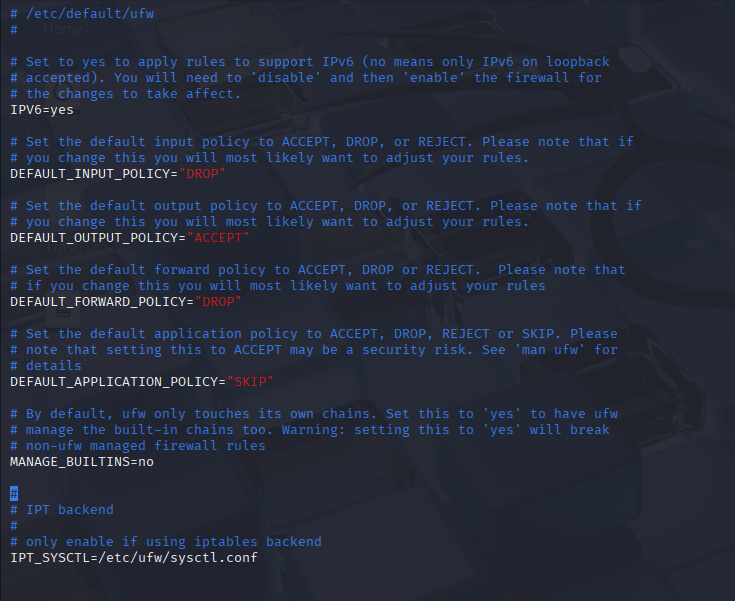 # /etc/default/ufw
#
Home
# Set to yes to apply rules to support IPv6 (no means only IPv6 on loopback
# accepted). You will need to 'disable' and then 'enable' the firewall for
# the changes to take affect.
IPV6=yes
# Set the default input policy to ACCEPT, DROP, or REJECT. Please note that if
# you change this you will most likely want to adjust your rules.
DEFAULT_INPUT_POLICY="DROP"
# Set the default output policy to ACCEPT, DROP, or REJECT. Please note that if
# you change this you will most likely want to adjust your rules.
DEFAULT_OUTPUT_POLICY="ACCEPT"
# Set the default forward policy to ACCEPT, DROP or REJECT.  Please note that
# if you change this you will most likely want to adjust your rules
DEFAULT_FORWARD_POLICY="DROP"
# Set the default application policy to ACCEPT, DROP, REJECT or SKIP. Please
# note that setting this to ACCEPT may be a security risk. See 'man ufw' for
# details
DEFAULT_APPLICATION_POLICY="SKIP"
# By default, ufw only touches its own chains. Set this to 'yes' to have ufw
# manage the built-in chains too. Warning: setting this to 'yes' will break
# non-ufw managed firewall rules
MANAGE_BUILTINS=no
#
# IPT backend
#
# only enable if using iptables backend
IPT_SYSCTL=/etc/ufw/sysctl.conf